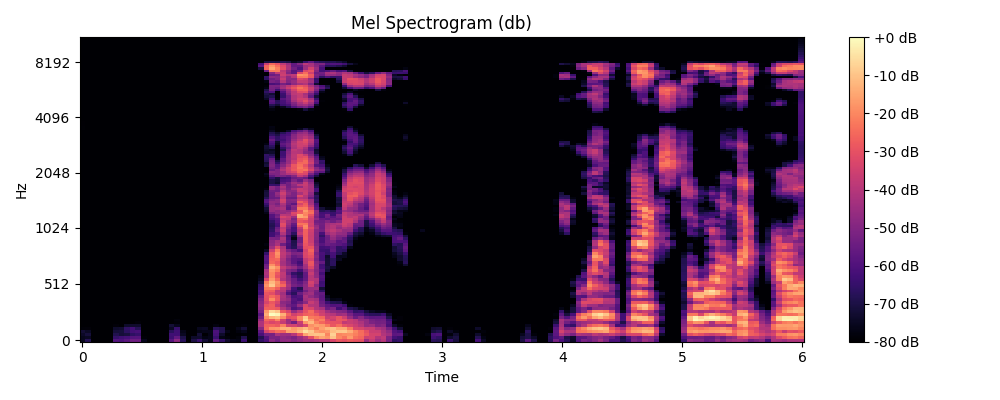 Mel Spectrogram (db)
8192
4096
2048
1024
512
0
Hz
0 1 2 3 4 5 6
Time
+0 dB
-10 dB
-20 dB
-30 dB
-40 dB
-50 dB
-60 dB
-70 dB
-80 dB